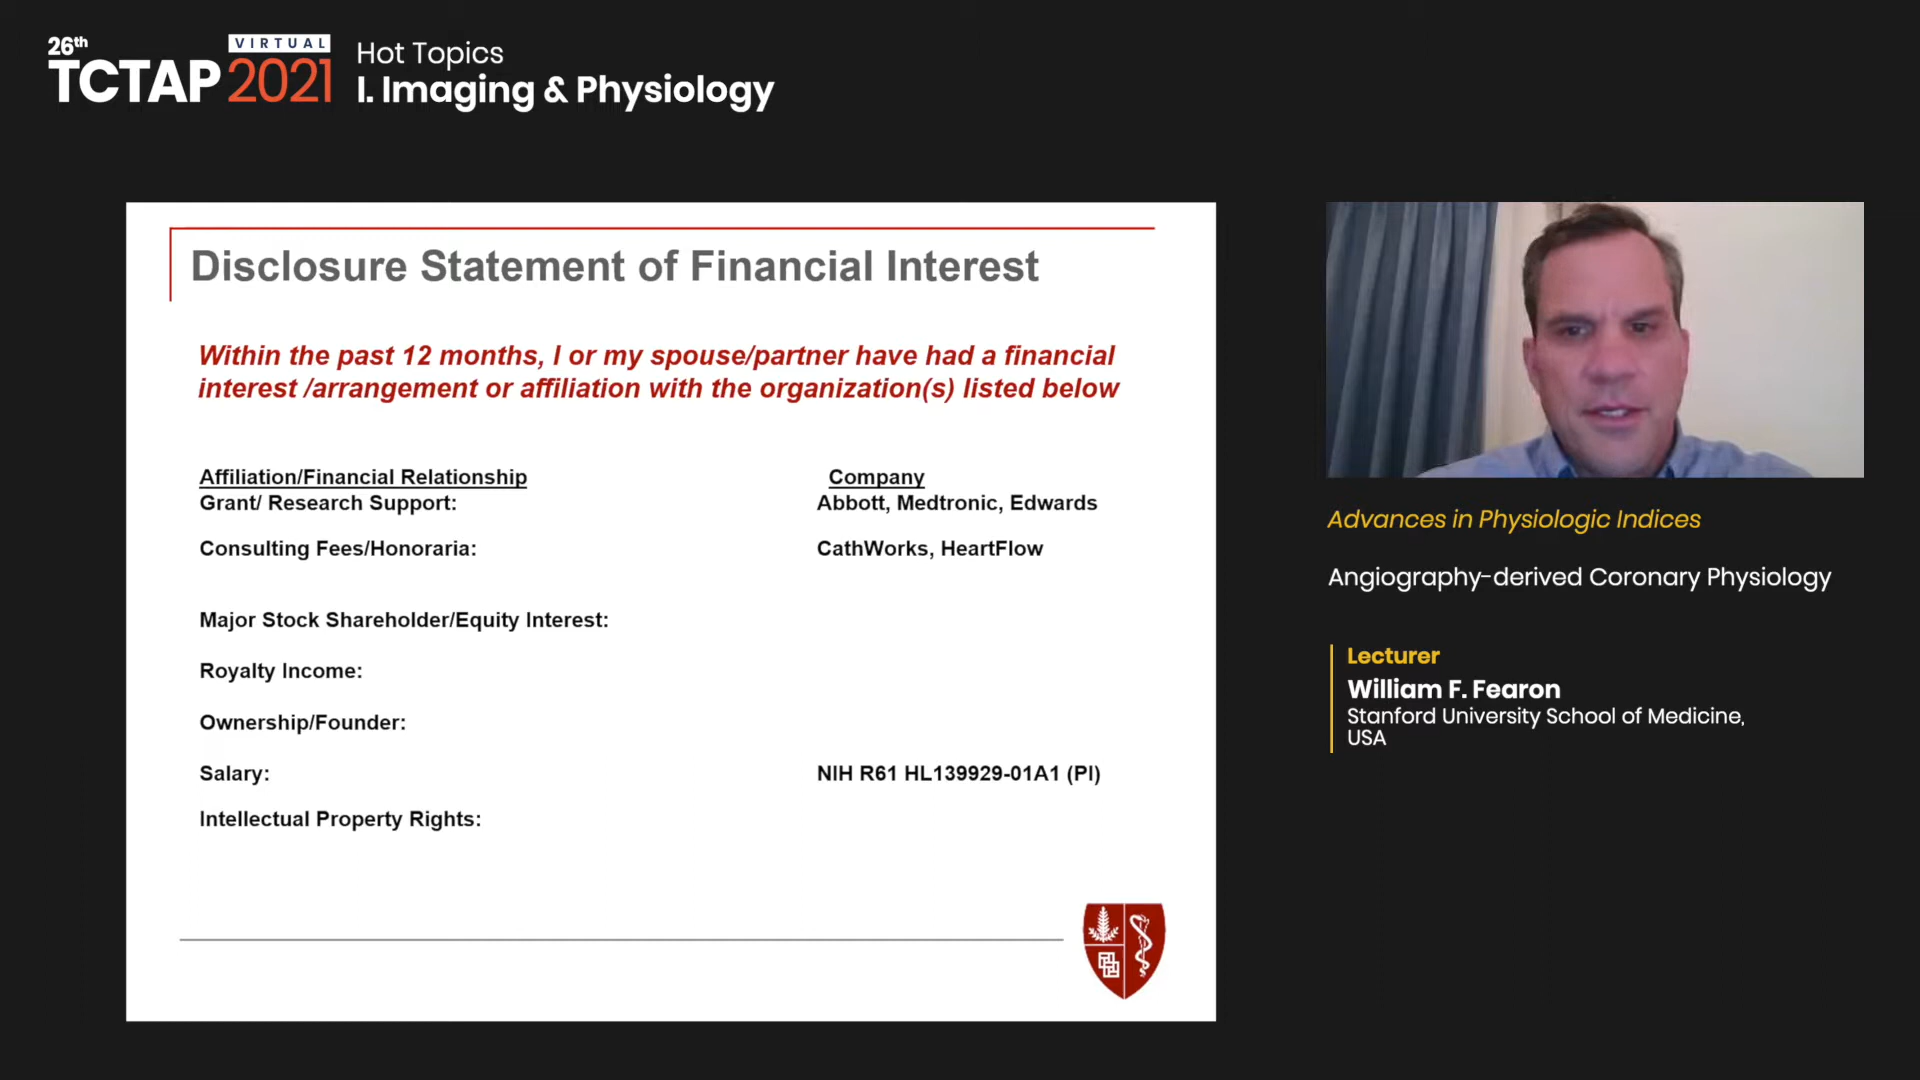 26th
VIRTUAL
TCTAP 2021
Hot Topics
I. Imaging & Physiology
Disclosure Statement of Financial Interest
Within the past 12 months, I or my spouse/partner have had a financial
interest /arrangement or affiliation with the organization(s) listed below
Affiliation/Financial Relationship Company
Grant/ Research Support: Abbott, Medtronic, Edwards
Consulting Fees/Honoraria: CathWorks, HeartFlow
Major Stock Shareholder/Equity Interest:
Royalty Income:
Ownership/Founder:
Salary: NIH R61 HL139929-01A1 (PI)
Intellectual Property Rights:
Advances in Physiologic Indices
Angiography-derived Coronary Physiology
Lecturer
William F. Fearon
Stanford University School of Medicine,
USA